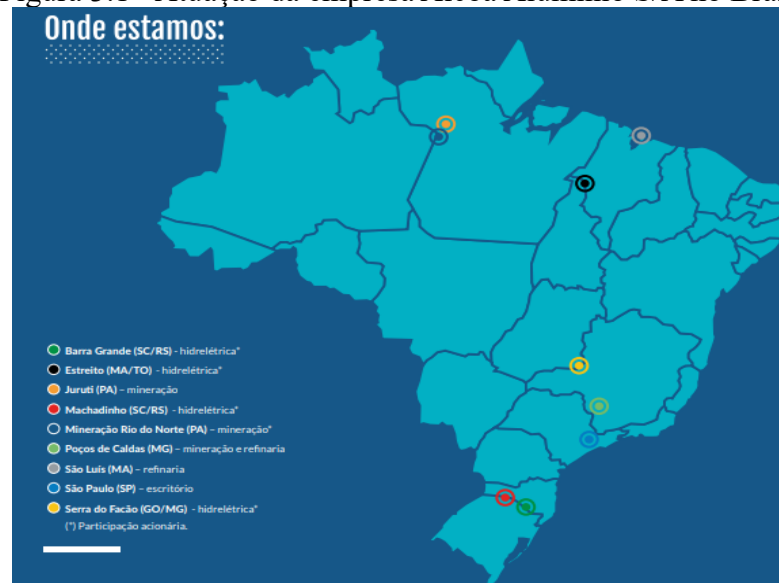 Onde estamos:
Barra Grande (SC/RS) - hidrelétrica*
Estreito (MA/TO) - hidrelétrica*
Juruti (PA) – mineração
Machadinho (SC/RS) - hidrelétrica*
Mineração Rio do Norte (PA) – mineração*
Poços de Caldas (MG) – mineração e refinaria
São Luís (MA) – refinaria
São Paulo (SP) – escritório
Serra do Facão (GO/MG) - hidrelétrica*
(*) Participação acionária.